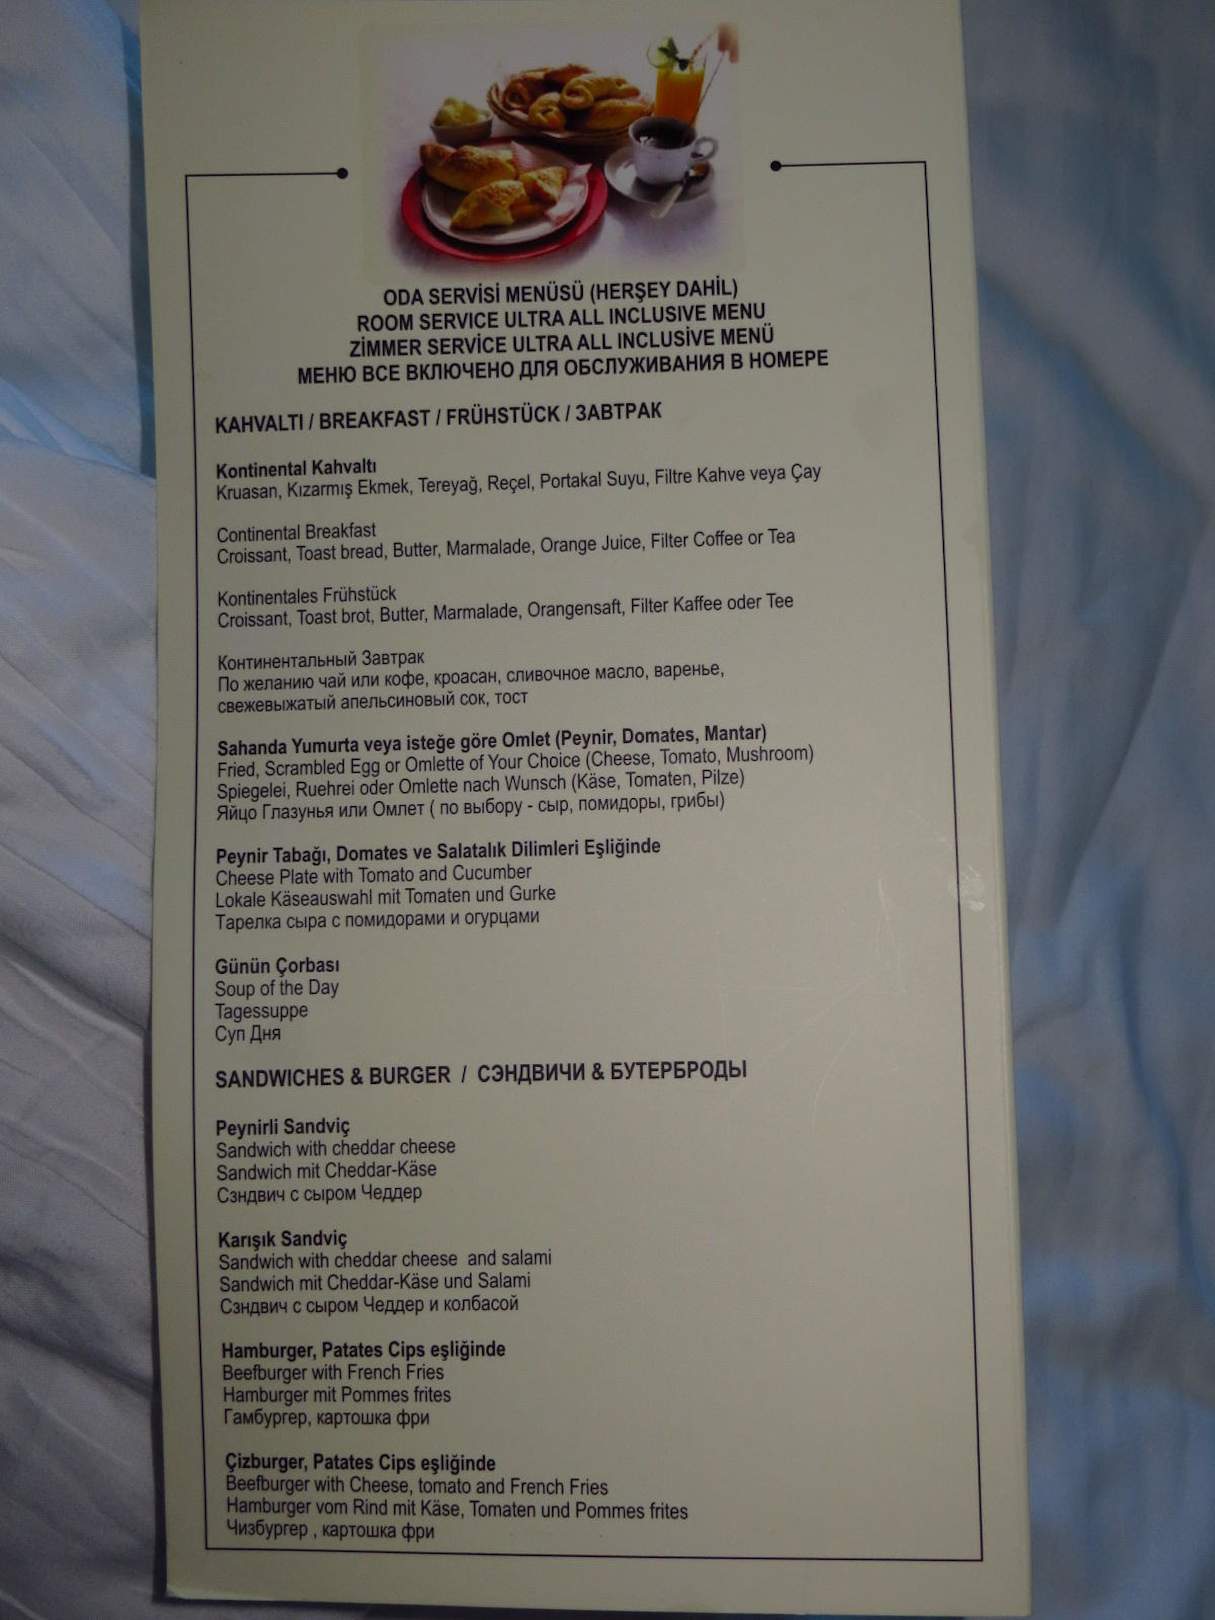 ODA SERVİSİ MENÜSÜ (HERŞEY DAHİL)
ROOM SERVICE ULTRA ALL INCLUSIVE MENU
ZİMMER SERVİCE ULTRA ALL INCLUSİVE MENÜ
МЕНЮ ВСЕ ВКЛЮЧЕНО ДЛЯ ОБСЛУЖИВАНИЯ В НОМЕРЕ
KAHVALTI / BREAKFAST / FRÜHSTÜCK / ЗАВТРАК
Kontinental Kahvaltı
Kruasan, Kızarmış Ekmek, Tereyağ, Reçel, Portakal Suyu, Filtre Kahve veya Çay
Continental Breakfast
Croissant, Toast bread, Butter, Marmalade, Orange Juice, Filter Coffee or Tea
Kontinentales Frühstück
Croissant, Toast brot, Butter, Marmalade, Orangensaft, Filter Kaffee oder Tee
Континентальный Завтрак
По желанию чай или кофе, кроасан, сливочное масло, варенье,
свежевыжатый апельсиновый сок, тост
Sahanda Yumurta veya isteğe göre Omlet (Peynir, Domates, Mantar)
Fried, Scrambled Egg or Omlette of Your Choice (Cheese, Tomato, Mushroom)
Spiegelei, Ruehrei oder Omlette nach Wunsch (Käse, Tomaten, Pilze)
Яйцо Глазунья или Омлет ( по выбору - сыр, помидоры, грибы)
Peynir Tabağı, Domates ve Salatalık Dilimleri Eşliğinde
Cheese Plate with Tomato and Cucumber
Lokale Käseauswahl mit Tomaten und Gurke
Тарелка сыра с помидорами и огурцами
Günün Çorbası
Soup of the Day
Tagessuppe
Суп Дня
SANDWICHES & BURGER / СЭНДВИЧИ & БУТЕРБРОДЫ
Peynirli Sandviç
Sandwich with cheddar cheese
Sandwich mit Cheddar-Käse
Сзндвич с сыром Чеддер
Karışık Sandviç
Sandwich with cheddar cheese and salami
Sandwich mit Cheddar-Käse und Salami
Сзндвич с сыром Чеддер и колбасой
Hamburger, Patates Cips eşliğinde
Beefburger with French Fries
Hamburger mit Pommes frites
Гамбургер, картошка фри
Çizburger, Patates Cips eşliğinde
Beefburger with Cheese, tomato and French Fries
Hamburger vom Rind mit Käse, Tomaten und Pommes frites
Чизбургер , картошка фри